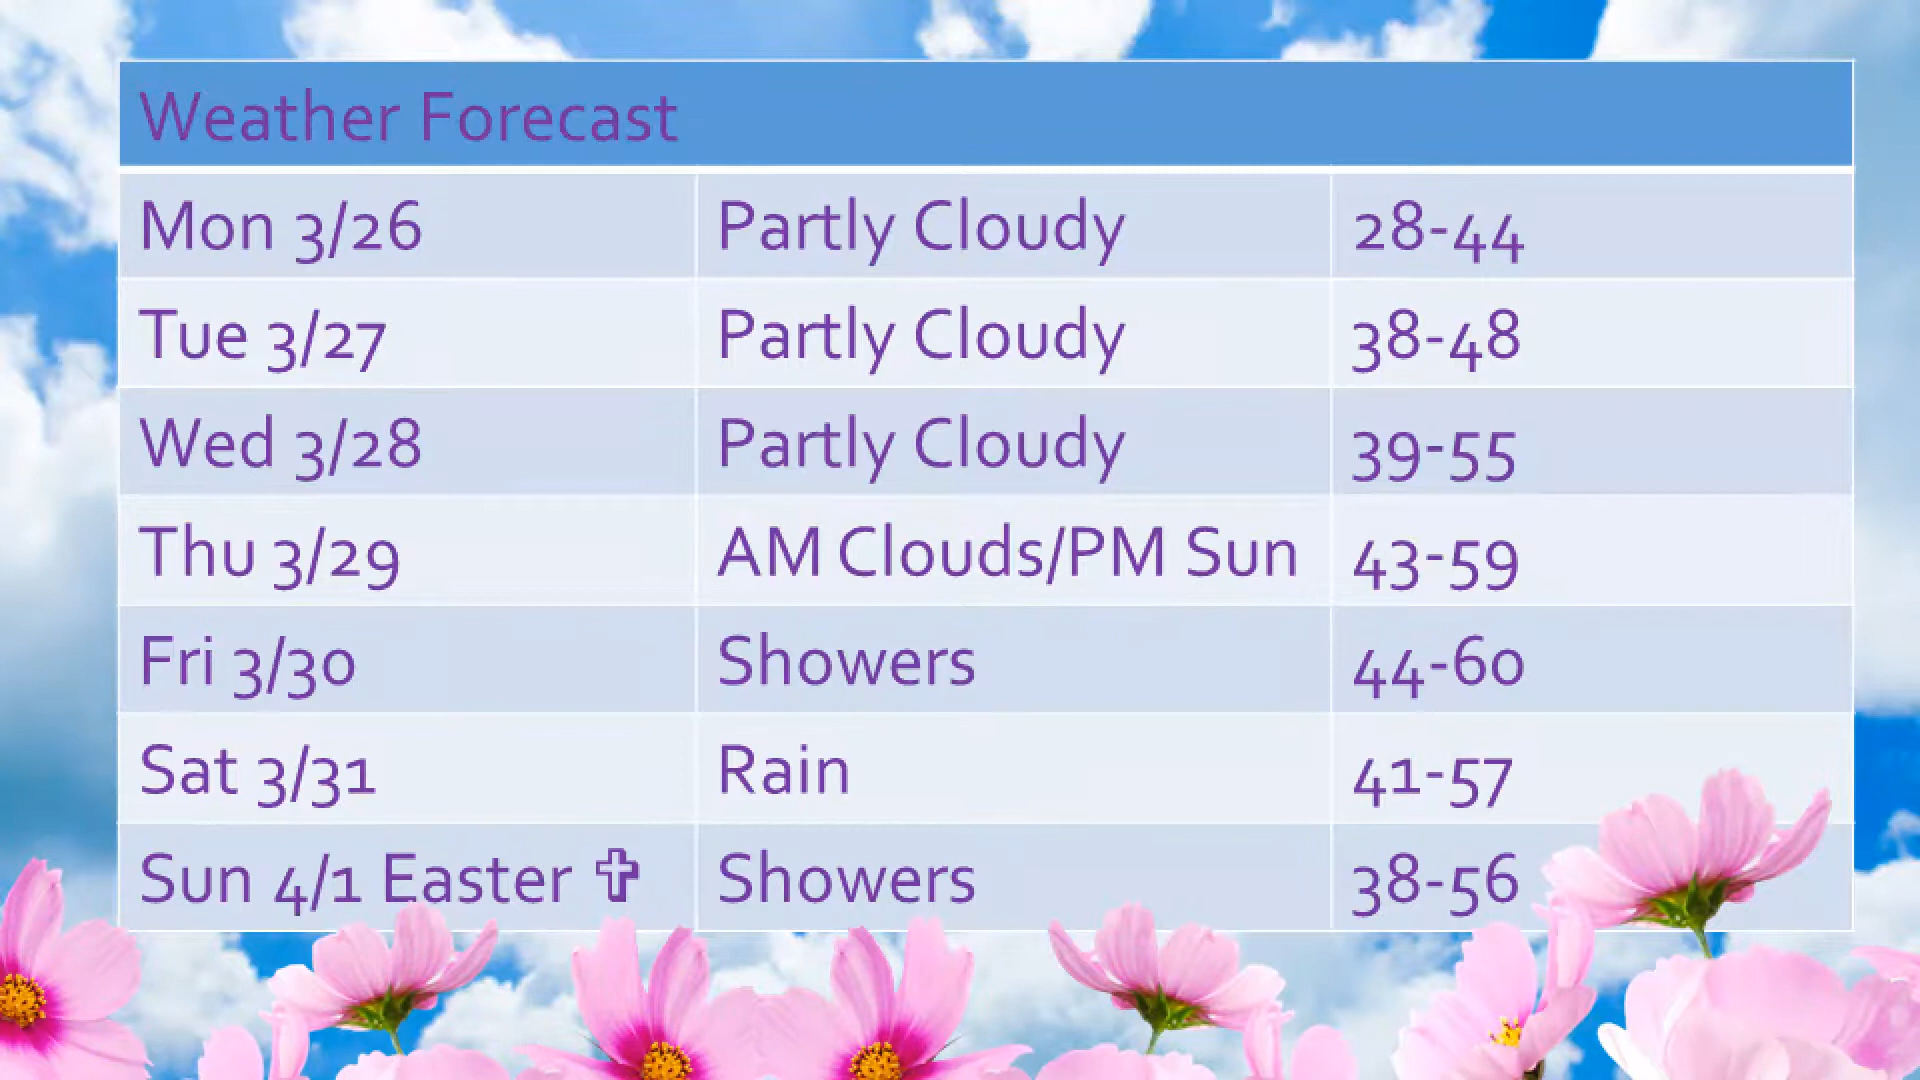 Weather Forecast
Mon 3/26 Partly Cloudy 28-44
Tue 3/27 Partly Cloudy 38-48
Wed 3/28 Partly Cloudy 39-55
Thu 3/29 AM Clouds/PM Sun 43-59
Fri 3/30 Showers 44-60
Sat 3/31 Rain 41-57
Sun 4/1 Easter ✞ Showers 38-56